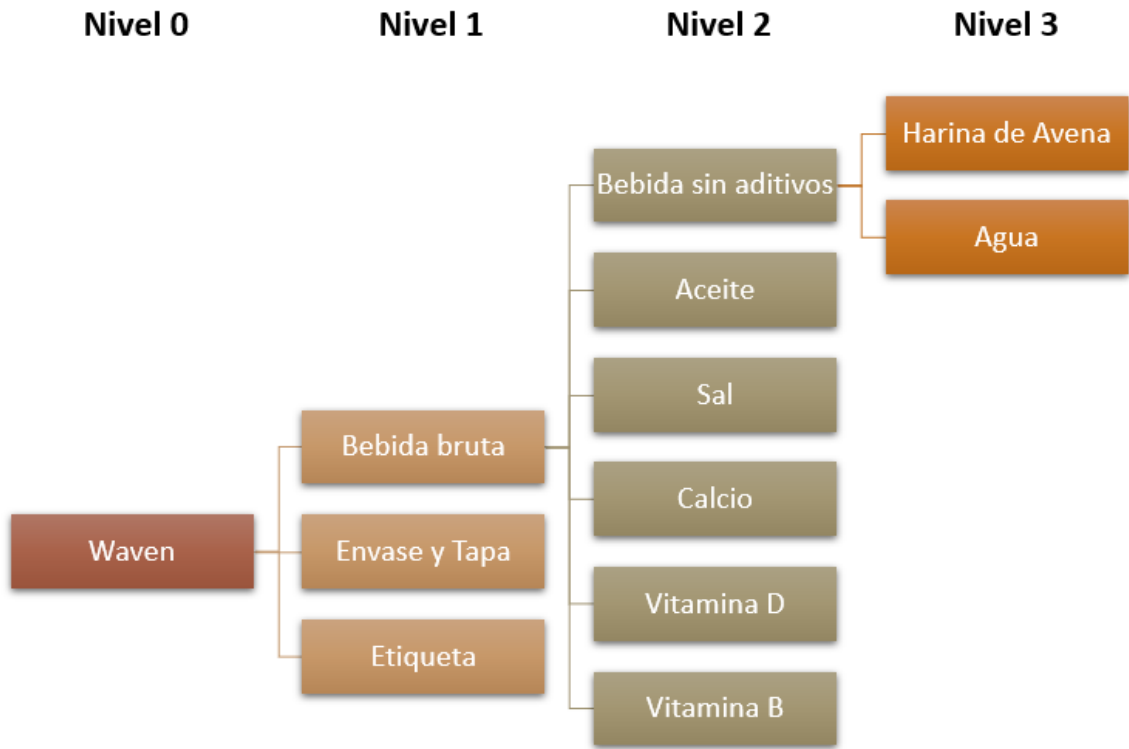 Nivel 0
Nivel 1
Nivel 2
Nivel 3
Waven
Bebida bruta
Envase y Tapa
Etiqueta
Bebida sin aditivos
Aceite
Sal
Calcio
Vitamina D
Vitamina B
Harina de Avena
Agua